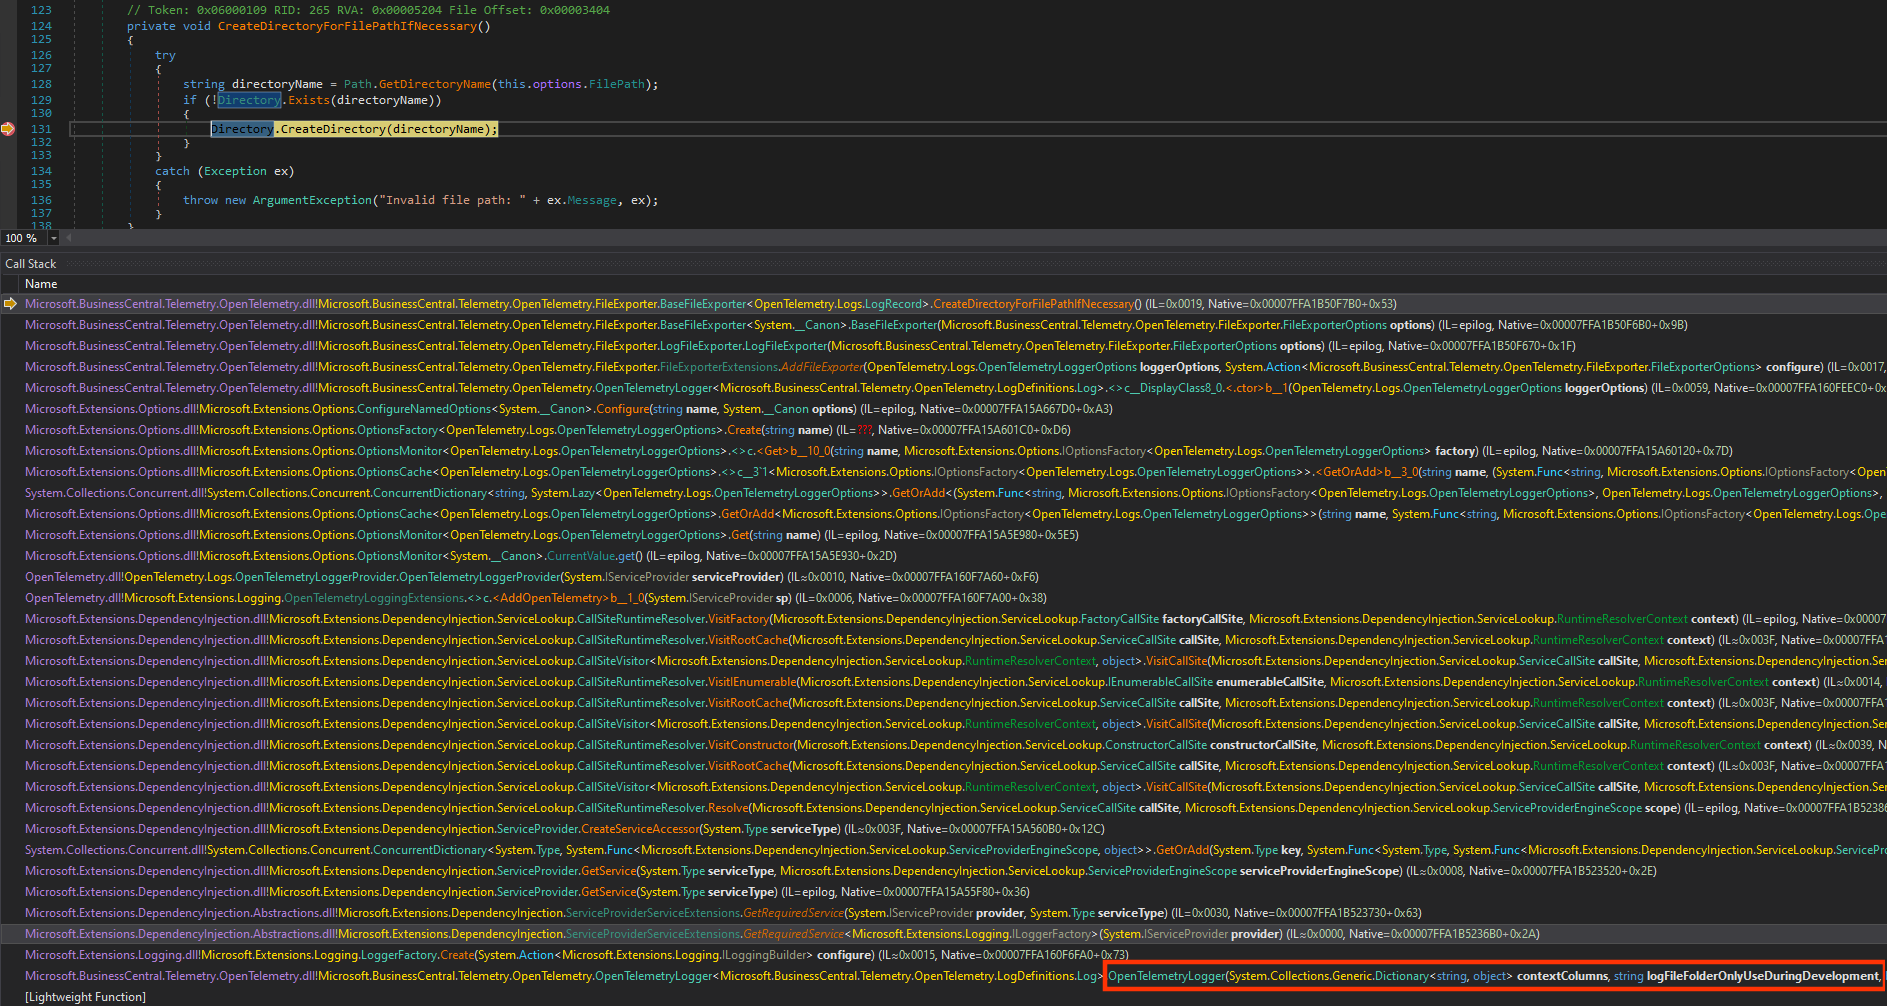 123 // Token: 0x06000109 RID: 265 RVA: 0x00005204 File Offset: 0x00003404
124 private void CreateDirectoryForFilePathIfNecessary()
125 {
126 try
127 {
128 string directoryName = Path.GetDirectoryName(this.options.FilePath);
129 if (!Directory.Exists(directoryName))
130 {
131 Directory.CreateDirectory(directoryName);
132 }
133 }
134 catch (Exception ex)
135 {
136 throw new ArgumentException("Invalid file path: " + ex.Message, ex);
137 }
138 }
100 %
Call Stack
Name
Microsoft.BusinessCentral.Telemetry.OpenTelemetry.dll!Microsoft.BusinessCentral.Telemetry.OpenTelemetry.FileExporter.BaseFileExporter<OpenTelemetry.Logs.LogRecord>.CreateDirectoryForFilePathIfNecessary() (IL=0x0019, Native=0x00007FFA1B50F7B0+0x53)
Microsoft.BusinessCentral.Telemetry.OpenTelemetry.dll!Microsoft.BusinessCentral.Telemetry.OpenTelemetry.FileExporter.BaseFileExporter<System.__Canon>.BaseFileExporter(Microsoft.BusinessCentral.Telemetry.OpenTelemetry.FileExporter.FileExporterOptions options) (IL=epilog, Native=0x00007FFA1B50F6B0+0x9B)
Microsoft.BusinessCentral.Telemetry.OpenTelemetry.dll!Microsoft.BusinessCentral.Telemetry.OpenTelemetry.FileExporter.LogFileExporter.LogFileExporter(Microsoft.BusinessCentral.Telemetry.OpenTelemetry.FileExporter.FileExporterOptions options) (IL=epilog, Native=0x00007FFA1B50F670+0x1F)
Microsoft.BusinessCentral.Telemetry.OpenTelemetry.dll!Microsoft.BusinessCentral.Telemetry.OpenTelemetry.FileExporter.FileExporterExtensions.AddFileExporter(OpenTelemetry.Logs.OpenTelemetryLoggerOptions loggerOptions, System.Action<Microsoft.BusinessCentral.Telemetry.OpenTelemetry.FileExporter.FileExporterOptions> configure) (IL=0x0017,
Microsoft.BusinessCentral.Telemetry.OpenTelemetry.dll!Microsoft.BusinessCentral.Telemetry.OpenTelemetry.OpenTelemetryLogger<Microsoft.BusinessCentral.Telemetry.OpenTelemetry.LogDefinitions.Log>.<>c__DisplayClass8_0.<.ctor>b__1(OpenTelemetry.Logs.OpenTelemetryLoggerOptions loggerOptions) (IL=0x0059, Native=0x00007FFA160FEEC0+0x
Microsoft.Extensions.Options.dll!Microsoft.Extensions.Options.ConfigureNamedOptions<System.__Canon>.Configure(string name, System.__Canon options) (IL=epilog, Native=0x00007FFA15A667D0+0xA3)
Microsoft.Extensions.Options.dll!Microsoft.Extensions.Options.OptionsFactory<OpenTelemetry.Logs.OpenTelemetryLoggerOptions>.Create(string name) (IL=???, Native=0x00007FFA15A601C0+0xD6)
Microsoft.Extensions.Options.dll!Microsoft.Extensions.Options.OptionsMonitor<OpenTelemetry.Logs.OpenTelemetryLoggerOptions>.<>c.<Get>b__10_0(string name, Microsoft.Extensions.Options.IOptionsFactory<OpenTelemetry.Logs.OpenTelemetryLoggerOptions> factory) (IL=epilog, Native=0x00007FFA15A60120+0x7D)
Microsoft.Extensions.Options.dll!Microsoft.Extensions.Options.OptionsCache<OpenTelemetry.Logs.OpenTelemetryLoggerOptions>.<>c__3`1<Microsoft.Extensions.Options.IOptionsFactory<OpenTelemetry.Logs.OpenTelemetryLoggerOptions>>.<GetOrAdd>b__3_0(string name, (System.Func<string, Microsoft.Extensions.Options.IOptionsFactory<OpenT
System.Collections.Concurrent.dll!System.Collections.Concurrent.ConcurrentDictionary<string, System.Lazy<OpenTelemetry.Logs.OpenTelemetryLoggerOptions>>.GetOrAdd<(System.Func<string, Microsoft.Extensions.Options.IOptionsFactory<OpenTelemetry.Logs.OpenTelemetryLoggerOptions>, OpenTelemetry.Logs.OpenTelemetryLoggerOptions>,
Microsoft.Extensions.Options.dll!Microsoft.Extensions.Options.OptionsCache<OpenTelemetry.Logs.OpenTelemetryLoggerOptions>.GetOrAdd<Microsoft.Extensions.Options.IOptionsFactory<OpenTelemetry.Logs.OpenTelemetryLoggerOptions>>(string name, System.Func<string, Microsoft.Extensions.Options.IOptionsFactory<OpenTelemetry.Logs.Ope
Microsoft.Extensions.Options.dll!Microsoft.Extensions.Options.OptionsMonitor<OpenTelemetry.Logs.OpenTelemetryLoggerOptions>.Get(string name) (IL=epilog, Native=0x00007FFA15A5E980+0x5E5)
Microsoft.Extensions.Options.dll!Microsoft.Extensions.Options.OptionsMonitor<System.__Canon>.CurrentValue.get() (IL=epilog, Native=0x00007FFA15A5E930+0x2D)
OpenTelemetry.dll!OpenTelemetry.Logs.OpenTelemetryLoggerProvider.OpenTelemetryLoggerProvider(System.IServiceProvider serviceProvider) (IL≈0x0010, Native=0x00007FFA160F7A60+0xF6)
OpenTelemetry.dll!Microsoft.Extensions.Logging.OpenTelemetryLoggingExtensions.<>c.<AddOpenTelemetry>b__1_0(System.IServiceProvider sp) (IL=0x0006, Native=0x00007FFA160F7A00+0x38)
Microsoft.Extensions.DependencyInjection.dll!Microsoft.Extensions.DependencyInjection.ServiceLookup.CallSiteRuntimeResolver.VisitFactory(Microsoft.Extensions.DependencyInjection.ServiceLookup.FactoryCallSite factoryCallSite, Microsoft.Extensions.DependencyInjection.ServiceLookup.RuntimeResolverContext context) (IL=epilog, Native=0x00007
Microsoft.Extensions.DependencyInjection.dll!Microsoft.Extensions.DependencyInjection.ServiceLookup.CallSiteRuntimeResolver.VisitRootCache(Microsoft.Extensions.DependencyInjection.ServiceLookup.ServiceCallSite callSite, Microsoft.Extensions.DependencyInjection.ServiceLookup.RuntimeResolverContext context) (IL≈0x003F, Native=0x00007FFA1
Microsoft.Extensions.DependencyInjection.dll!Microsoft.Extensions.DependencyInjection.ServiceLookup.CallSiteVisitor<Microsoft.Extensions.DependencyInjection.ServiceLookup.RuntimeResolverContext, object>.VisitCallSite(Microsoft.Extensions.DependencyInjection.ServiceLookup.ServiceCallSite callSite, Microsoft.Extensions.DependencyInjection.Se
Microsoft.Extensions.DependencyInjection.dll!Microsoft.Extensions.DependencyInjection.ServiceLookup.CallSiteRuntimeResolver.VisitIEnumerable(Microsoft.Extensions.DependencyInjection.ServiceLookup.IEnumerableCallSite enumerableCallSite, Microsoft.Extensions.DependencyInjection.ServiceLookup.RuntimeResolverContext context) (IL≈0x0014,
Microsoft.Extensions.DependencyInjection.dll!Microsoft.Extensions.DependencyInjection.ServiceLookup.CallSiteRuntimeResolver.VisitRootCache(Microsoft.Extensions.DependencyInjection.ServiceLookup.ServiceCallSite callSite, Microsoft.Extensions.DependencyInjection.ServiceLookup.RuntimeResolverContext context) (IL≈0x003F, Native=0x00007FFA1
Microsoft.Extensions.DependencyInjection.dll!Microsoft.Extensions.DependencyInjection.ServiceLookup.CallSiteVisitor<Microsoft.Extensions.DependencyInjection.ServiceLookup.RuntimeResolverContext, object>.VisitCallSite(Microsoft.Extensions.DependencyInjection.ServiceLookup.ServiceCallSite callSite, Microsoft.Extensions.DependencyInjection.Se
Microsoft.Extensions.DependencyInjection.dll!Microsoft.Extensions.DependencyInjection.ServiceLookup.CallSiteRuntimeResolver.VisitConstructor(Microsoft.Extensions.DependencyInjection.ServiceLookup.ConstructorCallSite constructorCallSite, Microsoft.Extensions.DependencyInjection.ServiceLookup.RuntimeResolverContext context) (IL≈0x0039, N
Microsoft.Extensions.DependencyInjection.dll!Microsoft.Extensions.DependencyInjection.ServiceLookup.CallSiteRuntimeResolver.VisitRootCache(Microsoft.Extensions.DependencyInjection.ServiceLookup.ServiceCallSite callSite, Microsoft.Extensions.DependencyInjection.ServiceLookup.RuntimeResolverContext context) (IL≈0x003F, Native=0x00007FFA1
Microsoft.Extensions.DependencyInjection.dll!Microsoft.Extensions.DependencyInjection.ServiceLookup.CallSiteVisitor<Microsoft.Extensions.DependencyInjection.ServiceLookup.RuntimeResolverContext, object>.VisitCallSite(Microsoft.Extensions.DependencyInjection.ServiceLookup.ServiceCallSite callSite, Microsoft.Extensions.DependencyInjection.Se
Microsoft.Extensions.DependencyInjection.dll!Microsoft.Extensions.DependencyInjection.ServiceLookup.CallSiteRuntimeResolver.Resolve(Microsoft.Extensions.DependencyInjection.ServiceLookup.ServiceCallSite callSite, Microsoft.Extensions.DependencyInjection.ServiceLookup.ServiceProviderEngineScope scope) (IL=epilog, Native=0x00007FFA1B52386
Microsoft.Extensions.DependencyInjection.dll!Microsoft.Extensions.DependencyInjection.ServiceProvider.CreateServiceAccessor(System.Type serviceType) (IL≈0x003F, Native=0x00007FFA15A560B0+0x12C)
System.Collections.Concurrent.dll!System.Collections.Concurrent.ConcurrentDictionary<System.Type, System.Func<Microsoft.Extensions.DependencyInjection.ServiceLookup.ServiceProviderEngineScope, object>>.GetOrAdd(System.Type key, System.Func<System.Type, System.Func<Microsoft.Extensions.DependencyInjection.ServiceLookup.ServicePro
Microsoft.Extensions.DependencyInjection.dll!Microsoft.Extensions.DependencyInjection.ServiceProvider.GetService(System.Type serviceType, Microsoft.Extensions.DependencyInjection.ServiceLookup.ServiceProviderEngineScope serviceProviderEngineScope) (IL≈0x0008, Native=0x00007FFA1B523520+0x2E)
Microsoft.Extensions.DependencyInjection.dll!Microsoft.Extensions.DependencyInjection.ServiceProvider.GetService(System.Type serviceType) (IL=epilog, Native=0x00007FFA15A55F80+0x36)
Microsoft.Extensions.DependencyInjection.Abstractions.dll!Microsoft.Extensions.DependencyInjection.ServiceProviderServiceExtensions.GetRequiredService(System.IServiceProvider provider, System.Type serviceType) (IL=0x0030, Native=0x00007FFA1B523730+0x63)
Microsoft.Extensions.DependencyInjection.Abstractions.dll!Microsoft.Extensions.DependencyInjection.ServiceProviderServiceExtensions.GetRequiredService<Microsoft.Extensions.Logging.ILoggerFactory>(System.IServiceProvider provider) (IL≈0x0000, Native=0x00007FFA1B5236B0+0x2A)
Microsoft.Extensions.Logging.dll!Microsoft.Extensions.Logging.LoggerFactory.Create(System.Action<Microsoft.Extensions.Logging.ILoggingBuilder> configure) (IL≈0x0015, Native=0x00007FFA160F6FA0+0x73)
Microsoft.BusinessCentral.Telemetry.OpenTelemetry.dll!Microsoft.BusinessCentral.Telemetry.OpenTelemetry.OpenTelemetryLogger<Microsoft.BusinessCentral.Telemetry.OpenTelemetry.LogDefinitions.Log>.OpenTelemetryLogger(System.Collections.Generic.Dictionary<string, object> contextColumns, string logFileFolderOnlyUseDuringDevelopment,
[Lightweight Function]